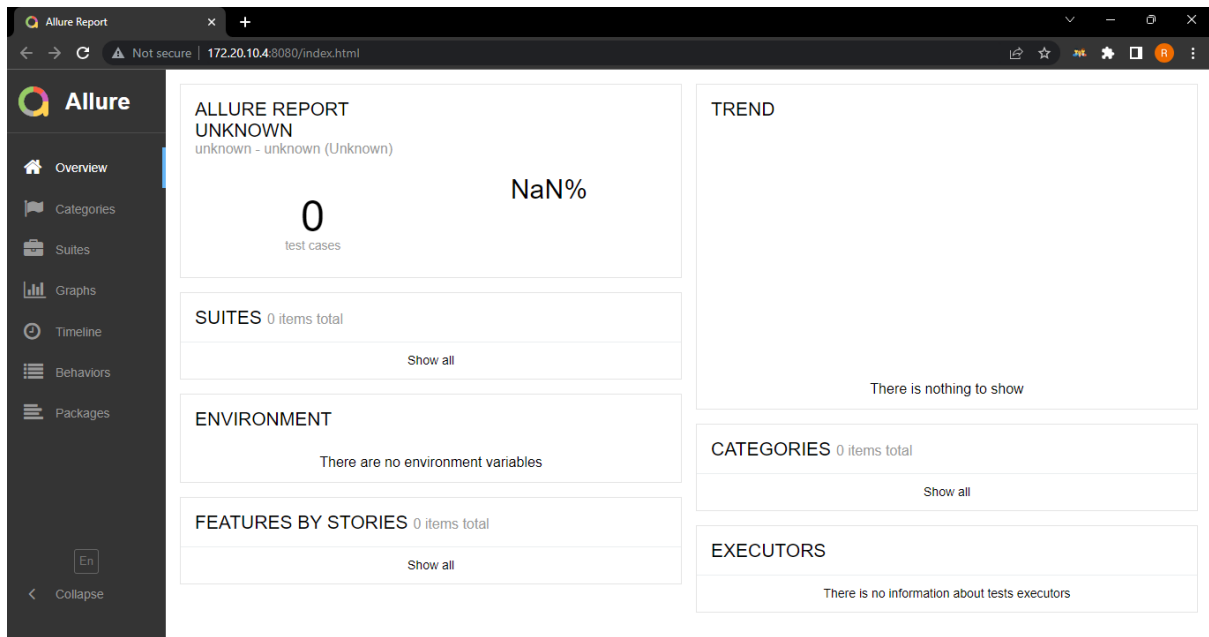 Allure Report
Not secure | 172.20.10.4:8080/index.html
R
Allure
Overview
Categories
Suites
Graphs
Timeline
Behaviors
Packages
En
Collapse
ALLURE REPORT
UNKNOWN
unknown - unknown (Unknown)
0
test cases
NaN%
SUITES 0 items total
Show all
ENVIRONMENT
There are no environment variables
FEATURES BY STORIES 0 items total
Show all
TREND
There is nothing to show
CATEGORIES 0 items total
Show all
EXECUTORS
There is no information about tests executors